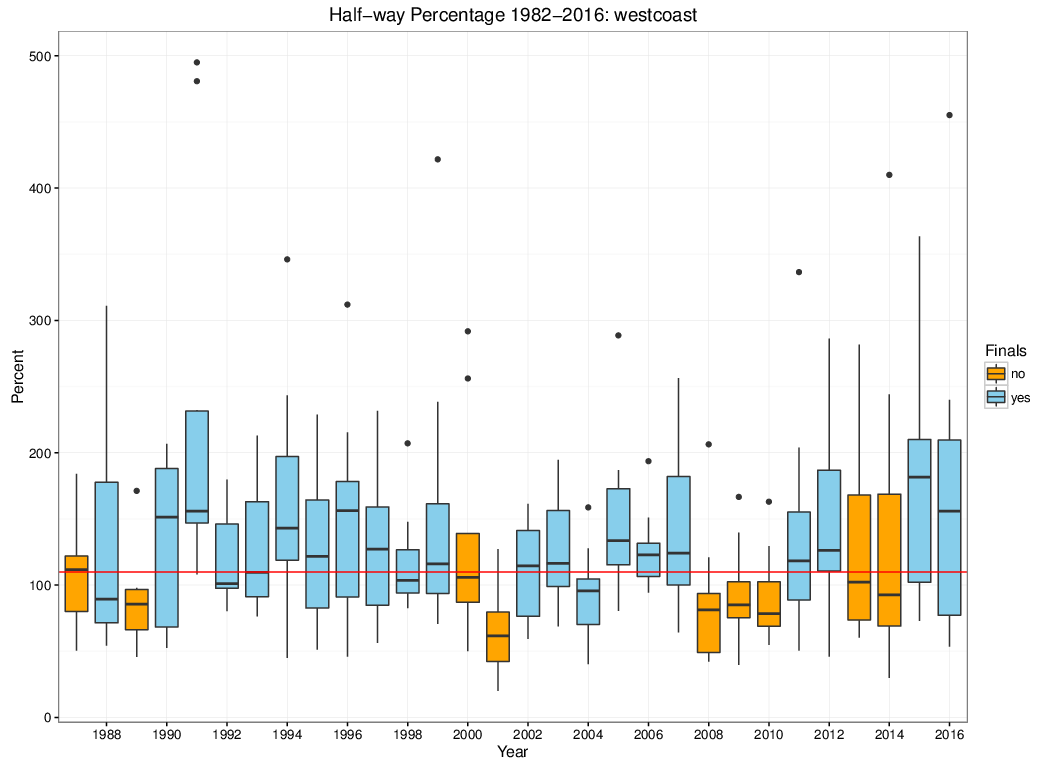 Half−way Percentage 1982−2016: westcoast
500
400
300
200
100
0
Percent
1988 1990 1992 1994 1996 1998 2000 2002 2004 2006 2008 2010 2012 2014 2016
Year
Finals
no
yes